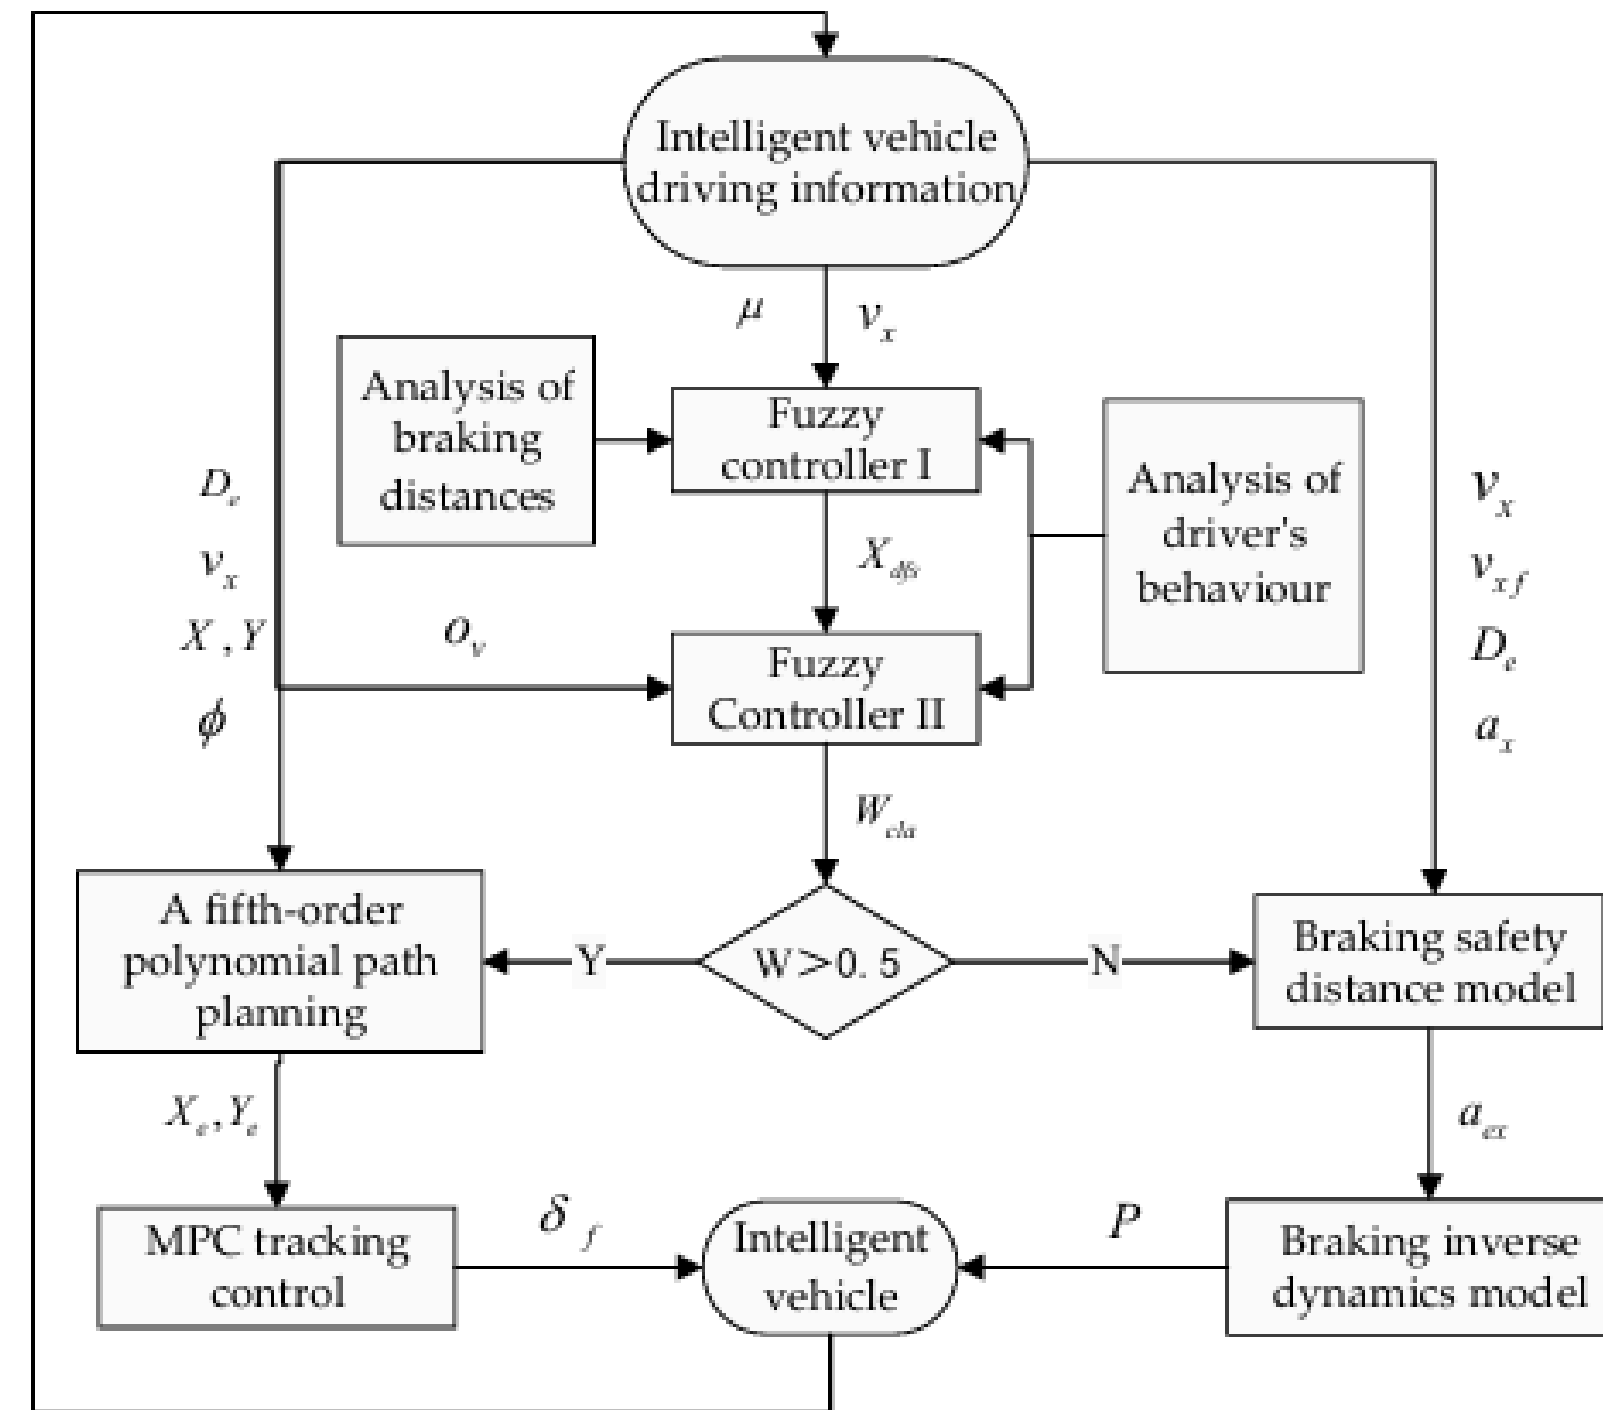 Intelligent vehicle
driving information
μ
v_x
Analysis of
braking
distances
Fuzzy
controller I
Analysis of
driver's
behaviour
D_e
v_x
X , Y
ϕ
X_dfs
O_v
Fuzzy
Controller II
v_x
v_xf
D_e
a_x
W_cla
A fifth-order
polynomial path
planning
Y
W>0.5
N
Braking safety
distance model
X_e, Y_e
a_ex
MPC tracking
control
δ_f
Intelligent
vehicle
P
Braking inverse
dynamics model